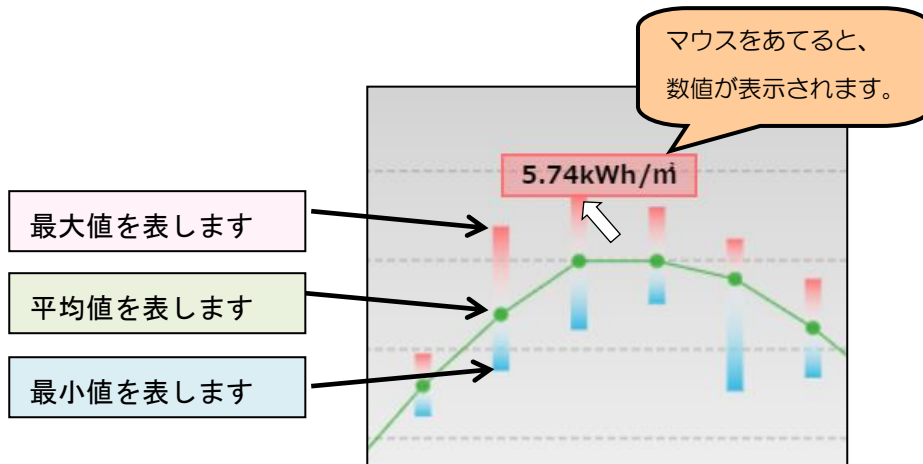 マウスをあてると、
数値が表示されます。
5.74kWh/㎡
最大値を表します
平均値を表します
最小値を表します